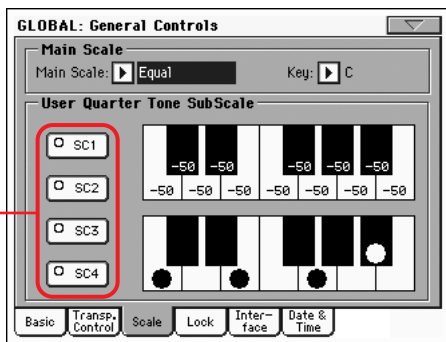 GLOBAL: General Controls
Main Scale
Main Scale: Equal Key: C
User Quarter Tone SubScale
SC1
-50 -50 -50 -50 -50
SC2
-50 -50 -50 -50 -50 -50 -50
SC3
SC4
Basic Transp. Control Scale Lock Inter-face Date & Time